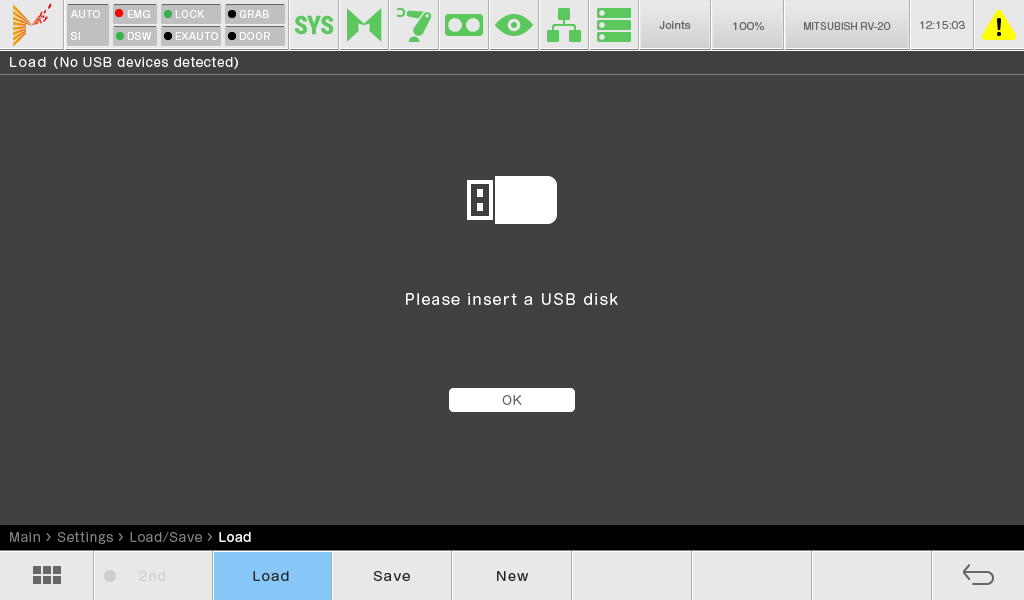 AUTO EMG LOCK GRAB
SI DSW EXAUTO DOOR
SYS
Joints
100%
MITSUBISH RV-20
12:15:03
Load (No USB devices detected)
Please insert a USB disk
OK
Main > Settings > Load/Save > Load
2nd
Load
Save
New